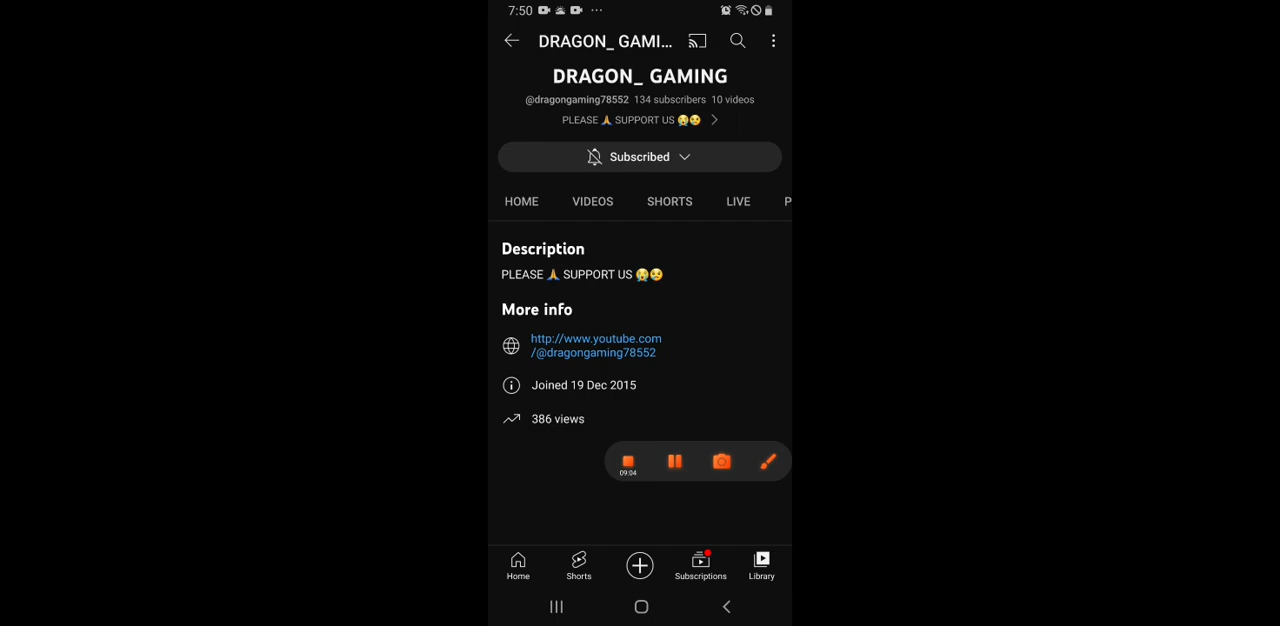 7:50
DRAGON_ GAMI...
DRAGON_ GAMING
@dragongaming78552 134 subscribers 10 videos
PLEASE 🙏 SUPPORT US 😭😢
Subscribed
HOME VIDEOS SHORTS LIVE P
Description
PLEASE 🙏 SUPPORT US 😭😢
More info
http://www.youtube.com
/@dragongaming78552
Joined 19 Dec 2015
386 views
09:04
Home Shorts Subscriptions Library